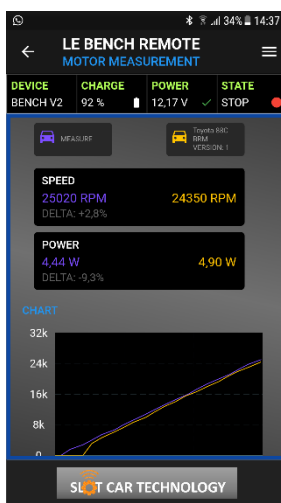 34% 14:37
LE BENCH REMOTE
MOTOR MEASUREMENT
DEVICE CHARGE POWER STATE
BENCH V2 92 % 12,17 V STOP
MEASURE
Toyota 88C
RRM
VERSION: 1
SPEED
25020 RPM 24350 RPM
DELTA: +2,8%
POWER
4,44 W 4,90 W
DELTA: -9,3%
CHART
32k
24k
16k
8k
0
SLOT CAR TECHNOLOGY